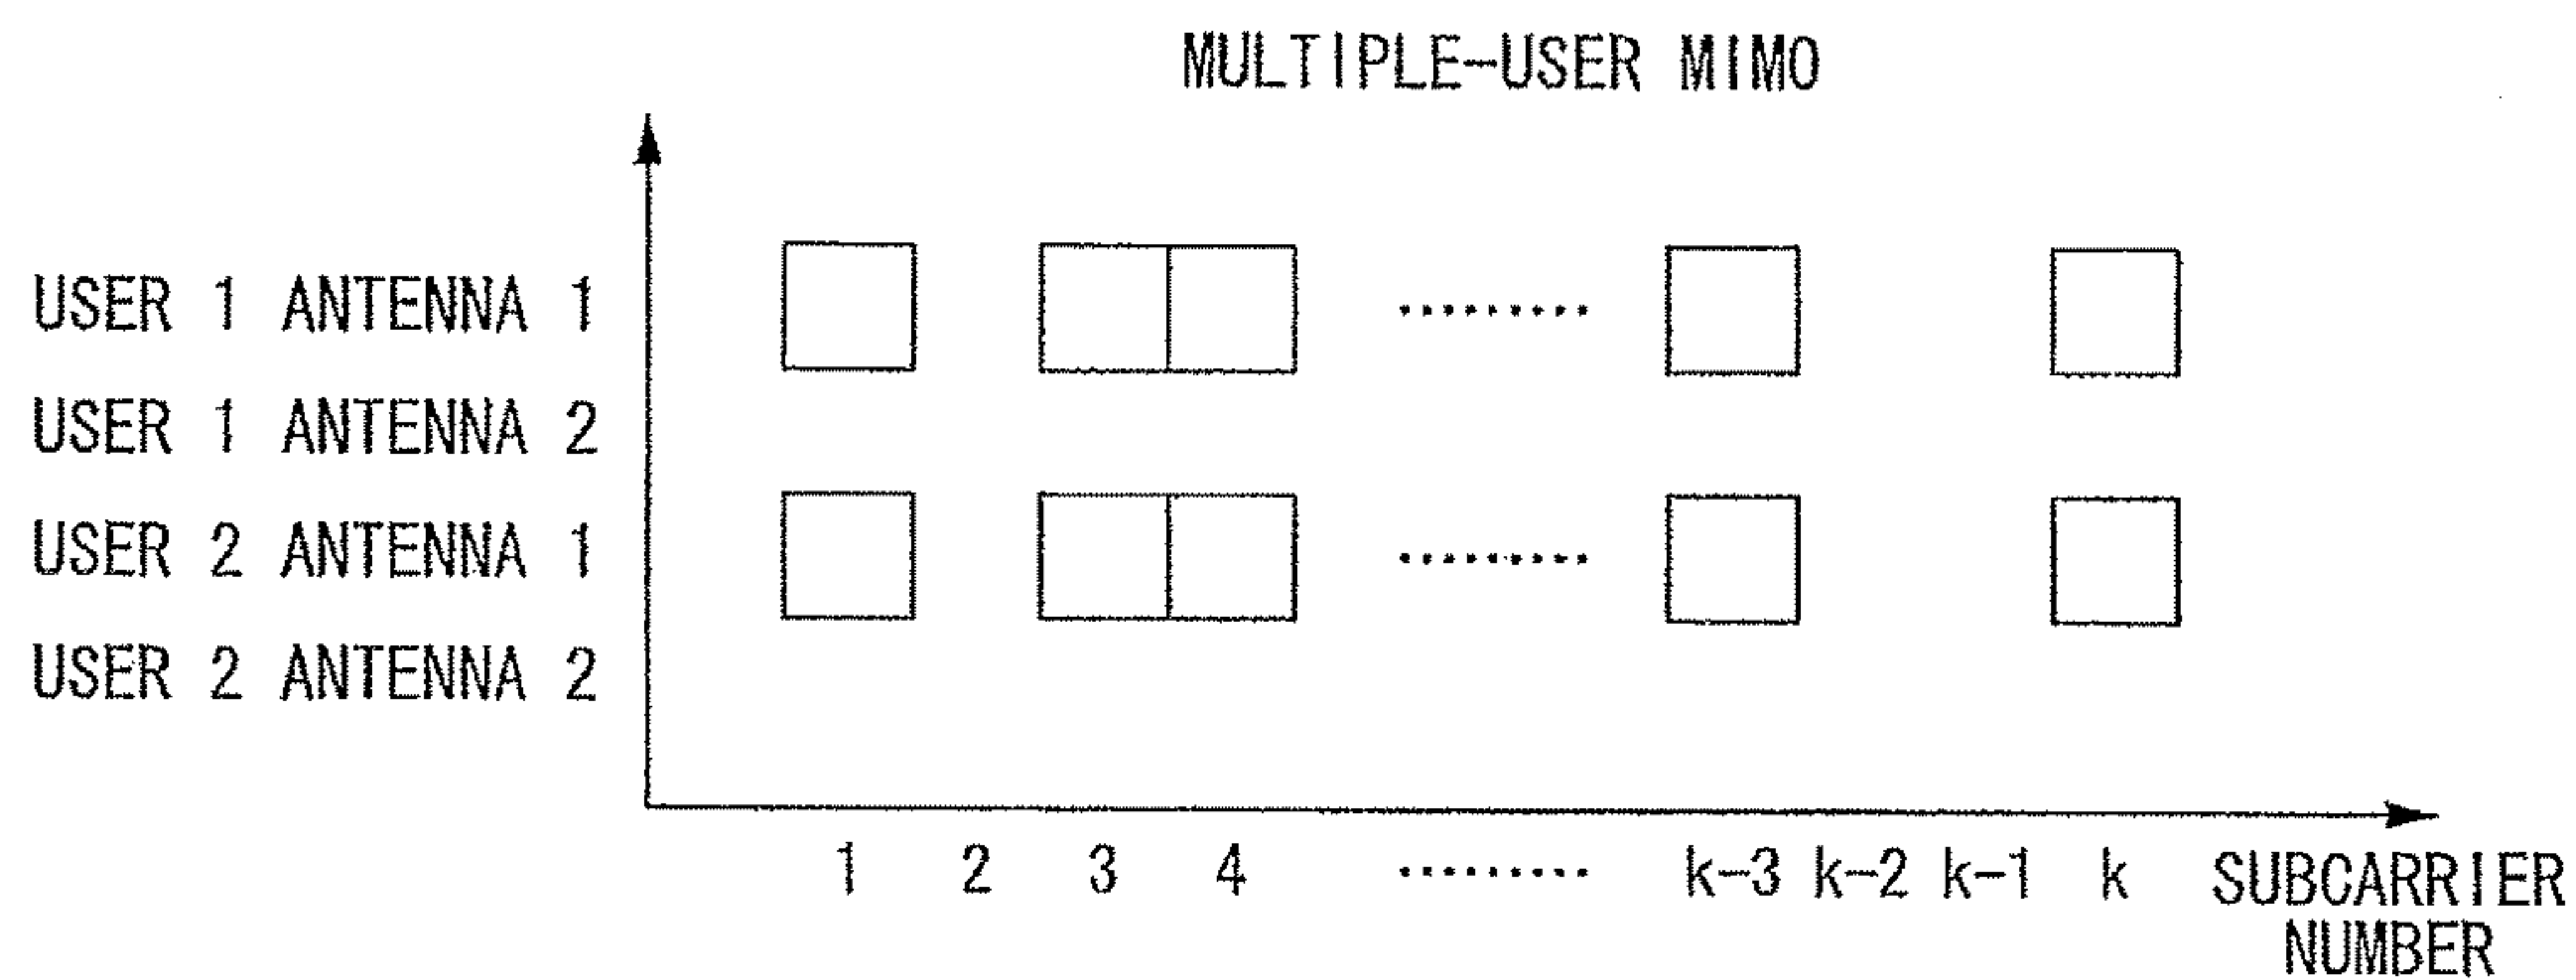 MULTIPLE-USER MIMO
USER 1 ANTENNA 1
USER 1 ANTENNA 2
USER 2 ANTENNA 1
USER 2 ANTENNA 2
1 2 3 4 ········· k-3 k-2 k-1 k SUBCARRIER
NUMBER